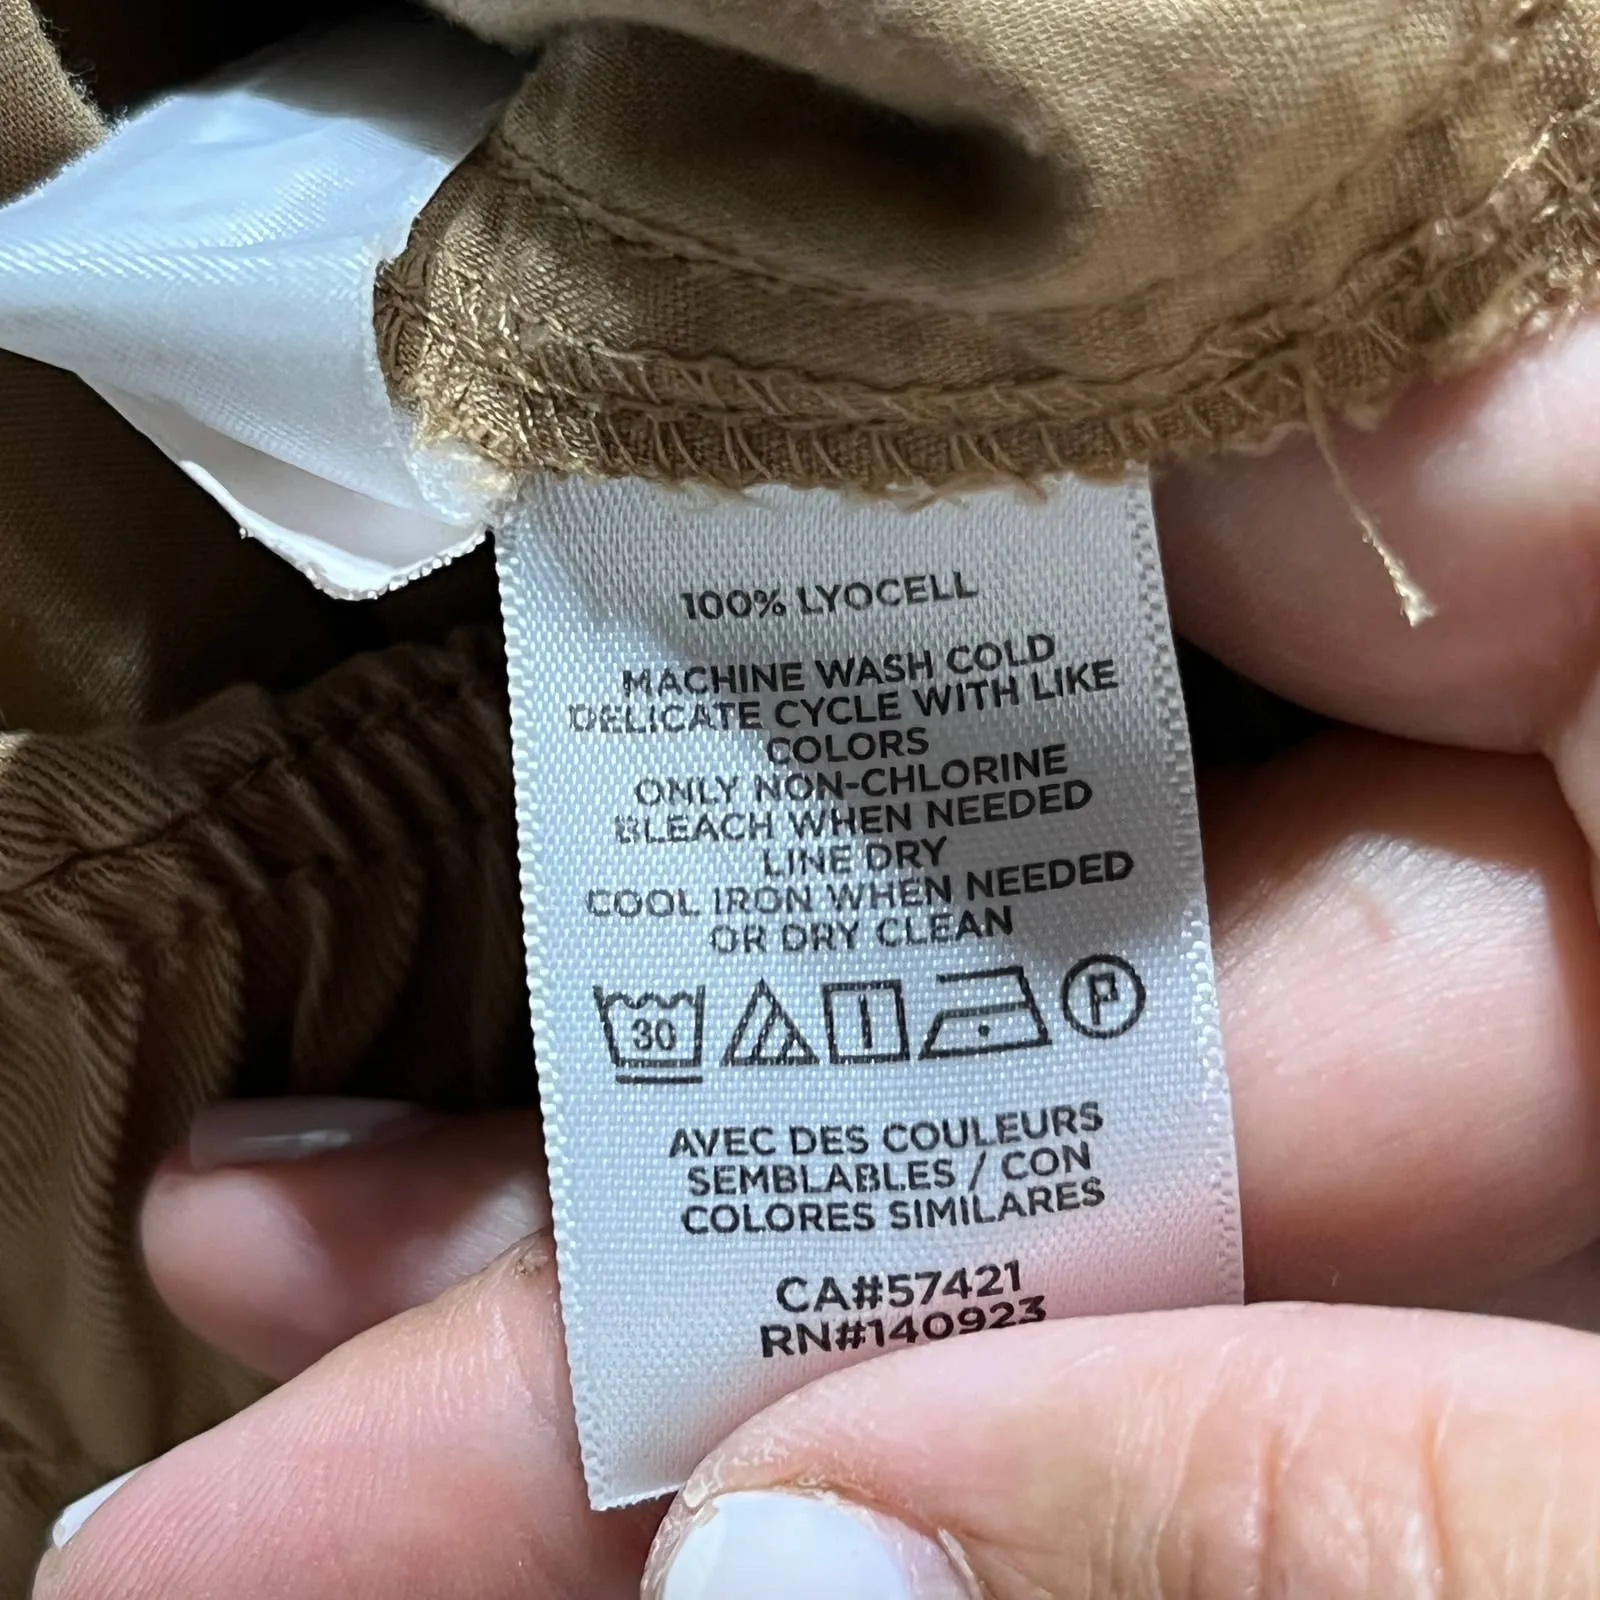 100% LYOCELL
MACHINE WASH COLD
DELICATE CYCLE WITH LIKE
COLORS
ONLY NON-CHLORINE
BLEACH WHEN NEEDED
LINE DRY
COOL IRON WHEN NEEDED
OR DRY CLEAN
30 P
AVEC DES COULEURS
SEMBLABLES / CON
COLORES SIMILARES
CA#57421
RN#140923